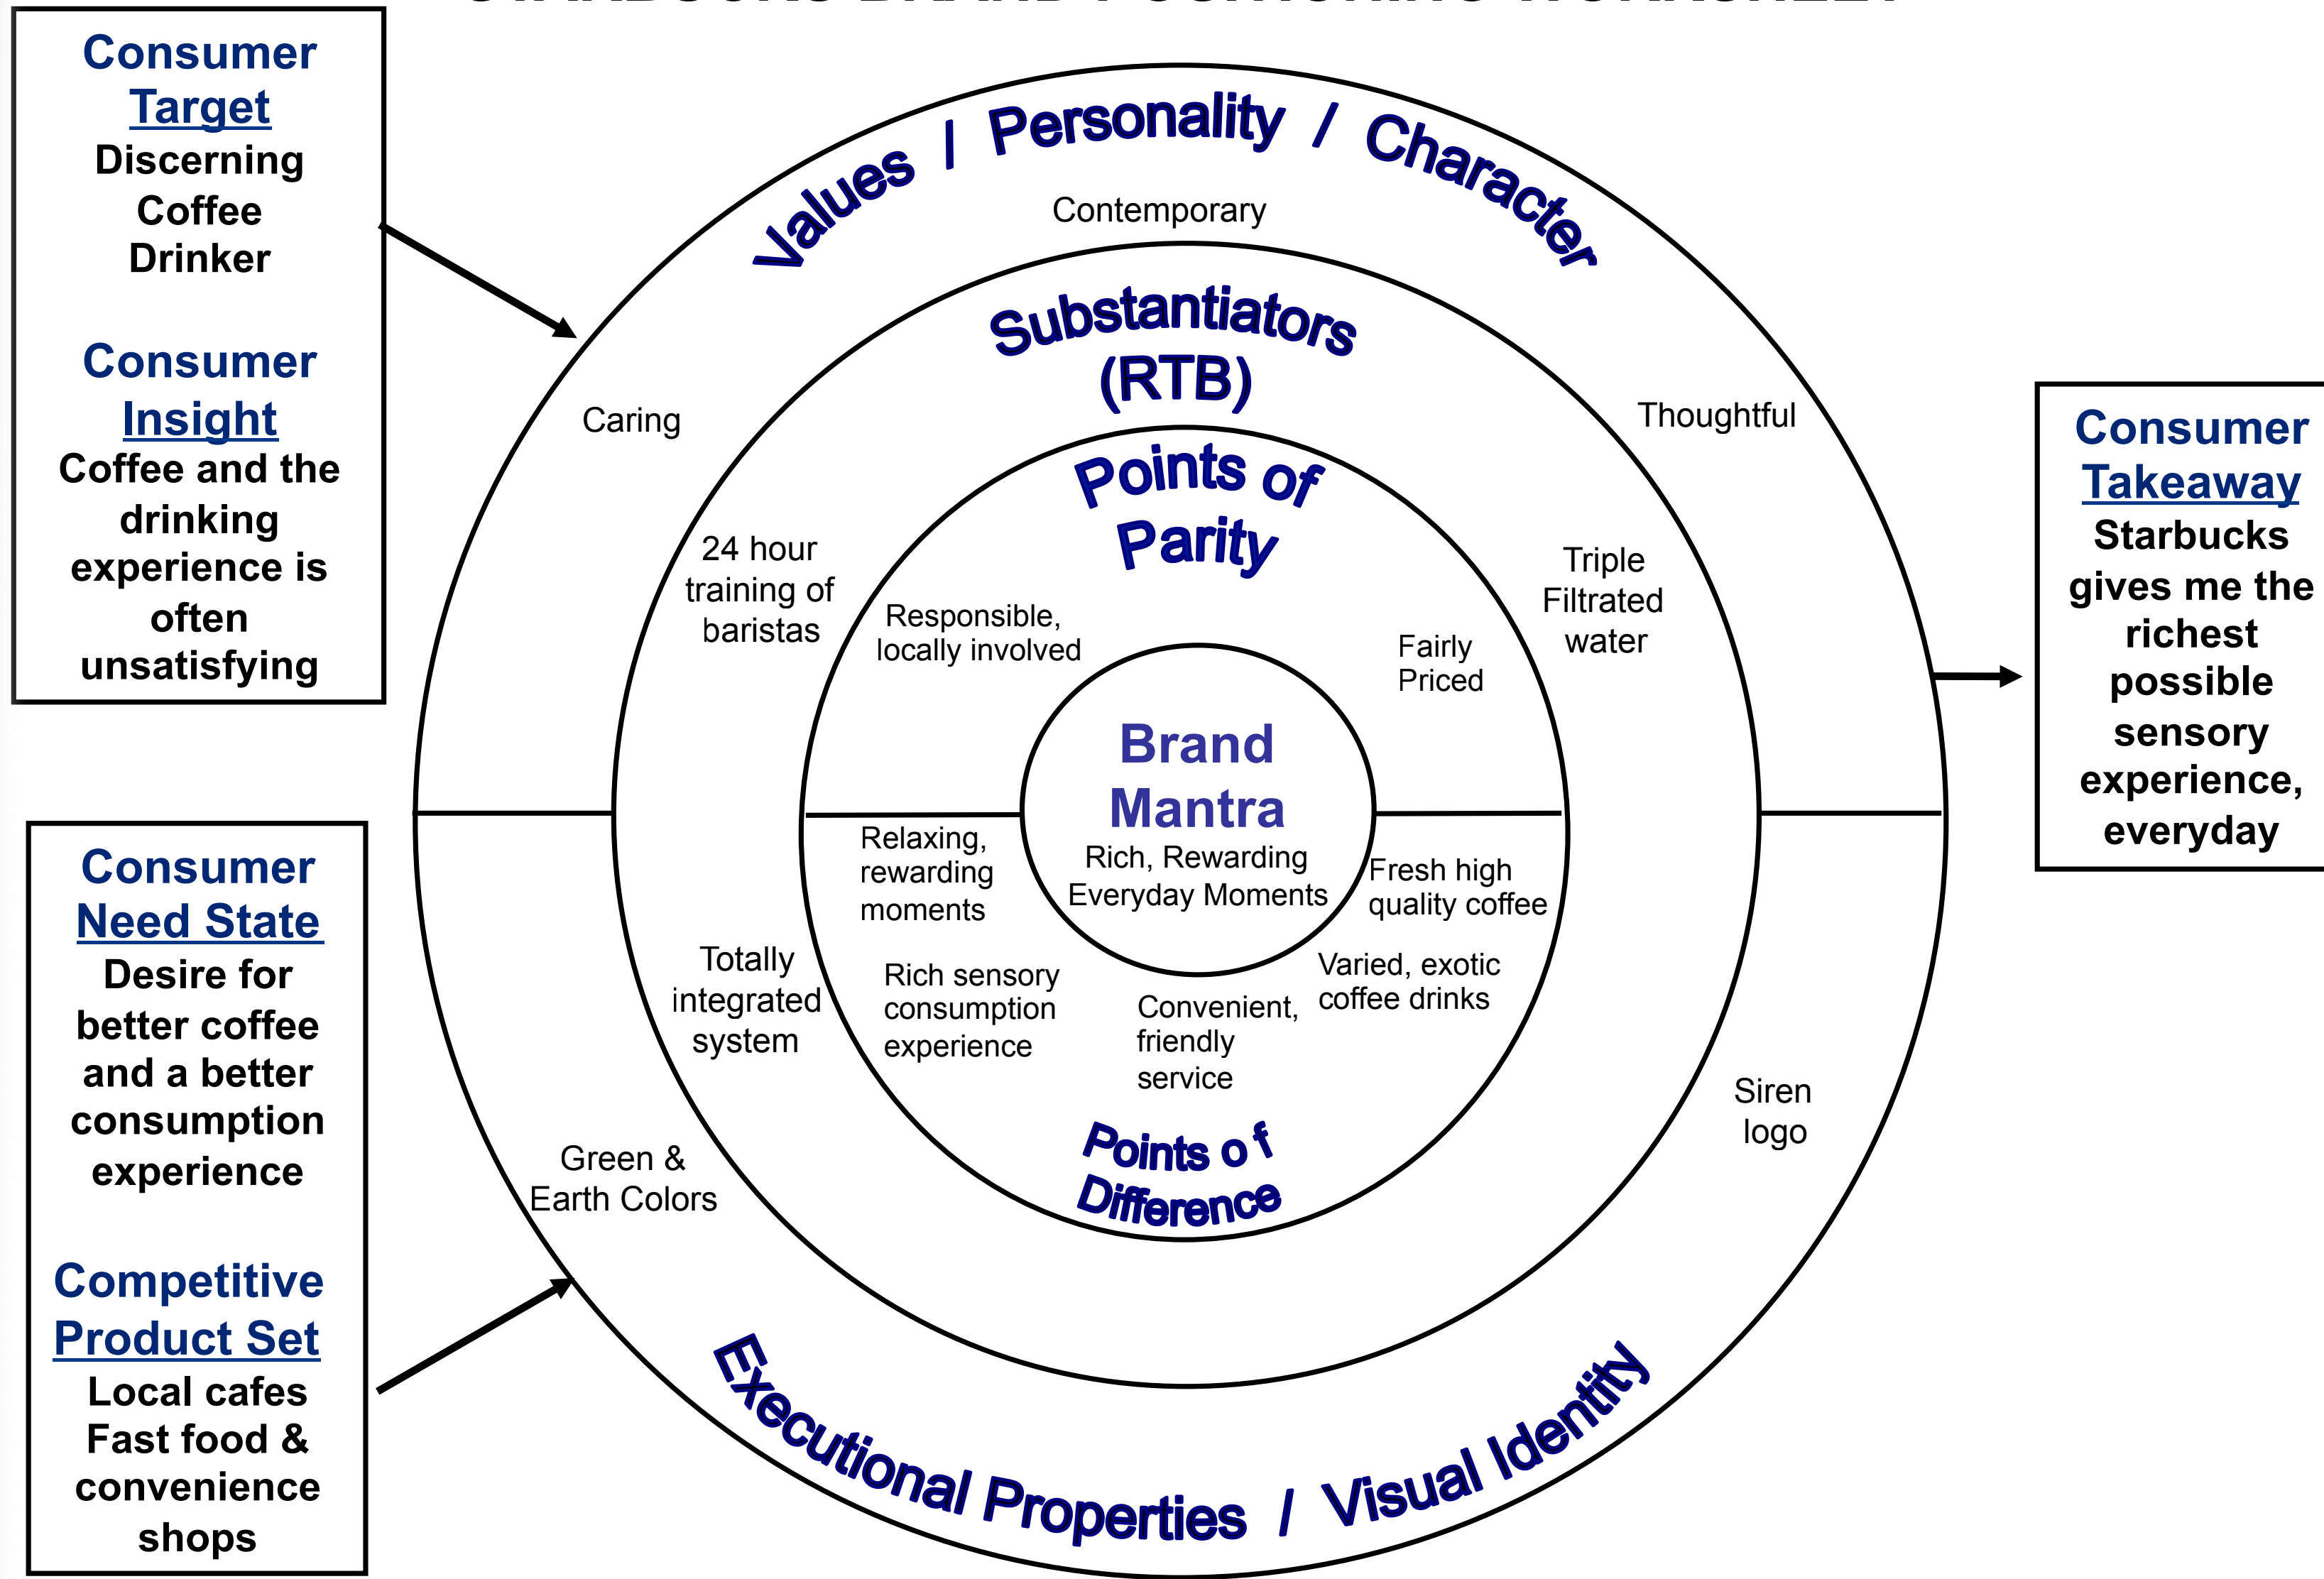 STARBUCKS BRAND POSITIONING WORKSHEET
Consumer
Target
Discerning
Coffee
Drinker
Consumer
Insight
Coffee and the
drinking
experience is
often
unsatisfying
Consumer
Need State
Desire for
better coffee
and a better
consumption
experience
Competitive
Product Set
Local cafes
Fast food &
convenience
shops
Values / Personality / Character
Contemporary
Caring
Thoughtful
Substantiators
(RTB)
24 hour
training of
baristas
Triple
Filtrated
water
Totally
integrated
system
Points of
Parity
Responsible,
locally involved
Fairly
Priced
Brand
Mantra
Rich, Rewarding
Everyday Moments
Relaxing,
rewarding
moments
Fresh high
quality coffee
Rich sensory
consumption
experience
Convenient,
friendly
service
Varied, exotic
coffee drinks
Points of
Difference
Green &
Earth Colors
Siren
logo
Executional Properties / Visual Identity
Consumer
Takeaway
Starbucks
gives me the
richest
possible
sensory
experience,
everyday